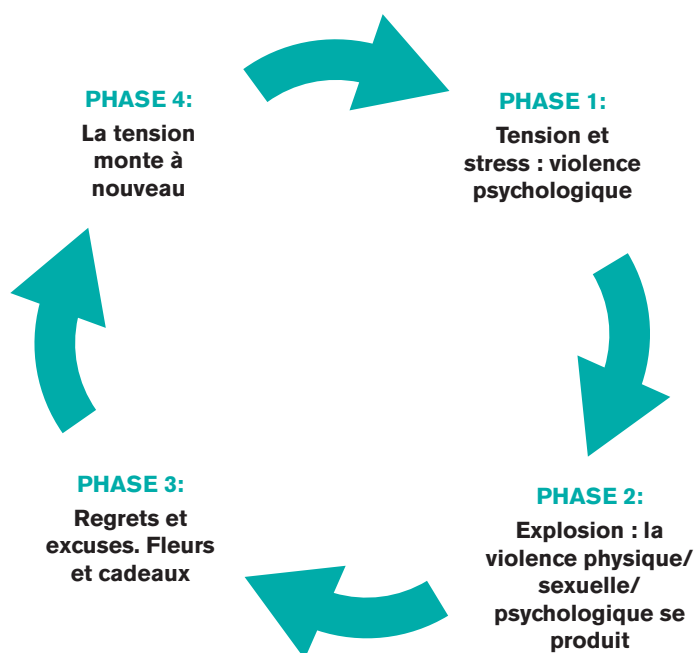 PHASE 1:
Tension et
stress : violence
psychologique
PHASE 2:
Explosion : la
violence physique/
sexuelle/
psychologique se
produit
PHASE 3:
Regrets et
excuses. Fleurs
et cadeaux
PHASE 4:
La tension
monte à
nouveau